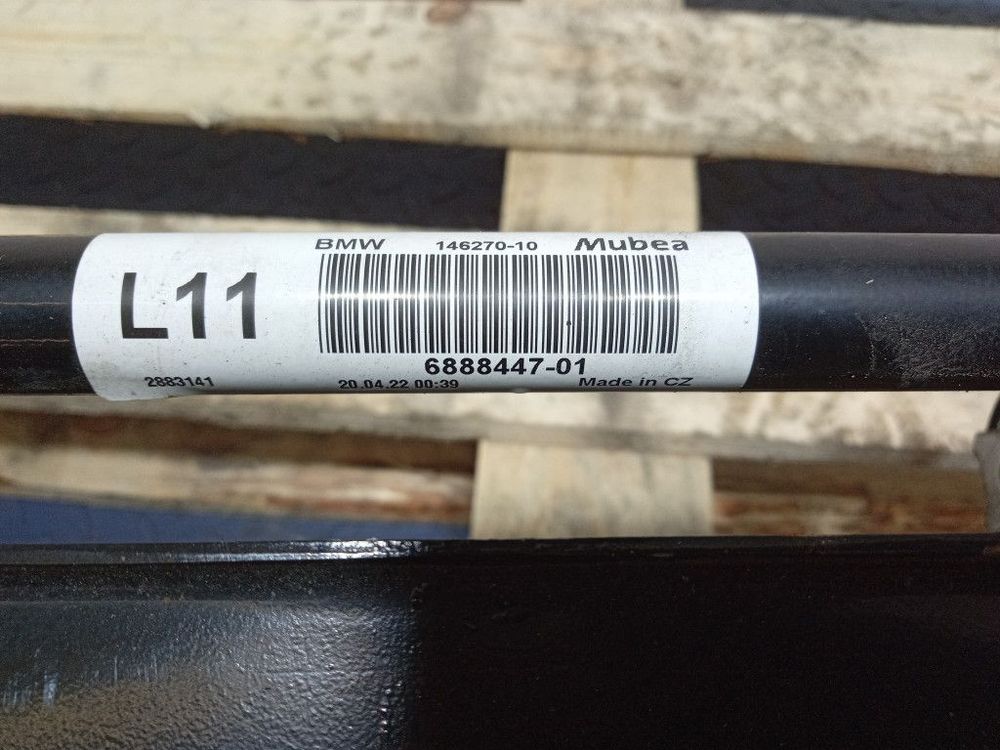 BMW 146270-10 Mubea
L11
6888447-01
2883141 20.04.22 00:39 Made in CZ